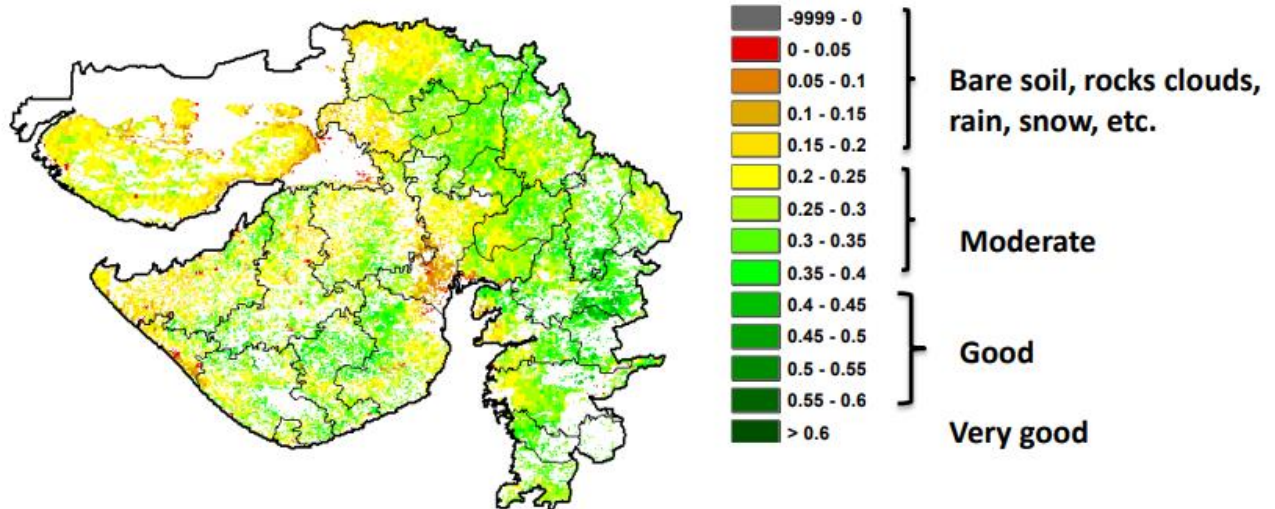 -9999 - 0
0 - 0.05
0.05 - 0.1
0.1 - 0.15
0.15 - 0.2
Bare soil, rocks clouds,
rain, snow, etc.
0.2 - 0.25
0.25 - 0.3
0.3 - 0.35
0.35 - 0.4
Moderate
0.4 - 0.45
0.45 - 0.5
0.5 - 0.55
0.55 - 0.6
Good
> 0.6
Very good